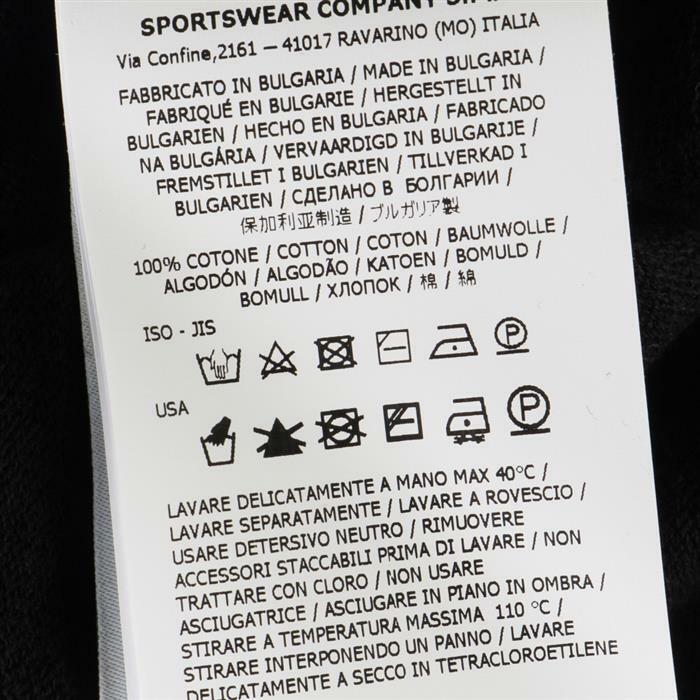 SPORTSWEAR COMPANY
Via Confine,2161 – 41017 RAVARINO (MO) ITALIA
FABBRICATO IN BULGARIA / MADE IN BULGARIA /
FABRIQUÉ EN BULGARIE / HERGESTELLT IN
BULGARIEN / HECHO EN BULGARIA / FABRICADO
NA BULGÁRIA / VERVAARDIGD IN BULGARIJE /
FREMSTILLET I BULGARIEN / TILLVERKAD I
BULGARIEN / СДЕЛАНО В БОЛГАРИИ /
保加利亚制造 / ブルガリア製
100% COTONE / COTTON / COTON / BAUMWOLLE /
ALGODÓN / ALGODÃO / KATOEN / BOMULD /
BOMULL / ХЛОПОК / 棉 / 綿
ISO - JIS
P
USA
P
LAVARE DELICATAMENTE A MANO MAX 40°C /
LAVARE SEPARATAMENTE / LAVARE A ROVESCIO /
USARE DETERSIVO NEUTRO / RIMUOVERE
ACCESSORI STACCABILI PRIMA DI LAVARE / NON
TRATTARE CON CLORO / NON USARE
ASCIUGATRICE / ASCIUGARE IN PIANO IN OMBRA /
STIRARE A TEMPERATURA MASSIMA 110 °C /
STIRARE INTERPONENDO UN PANNO / LAVARE
DELICATAMENTE A SECCO IN TETRACLOROETILENE